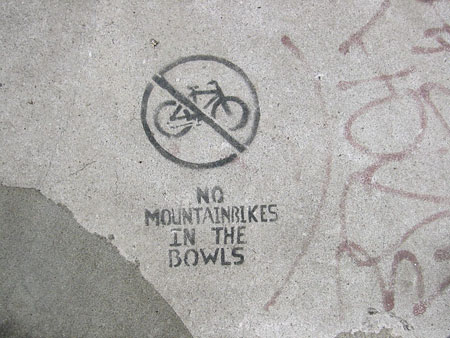 NO
MOUNTAINBIKES
IN THE
BOWLS